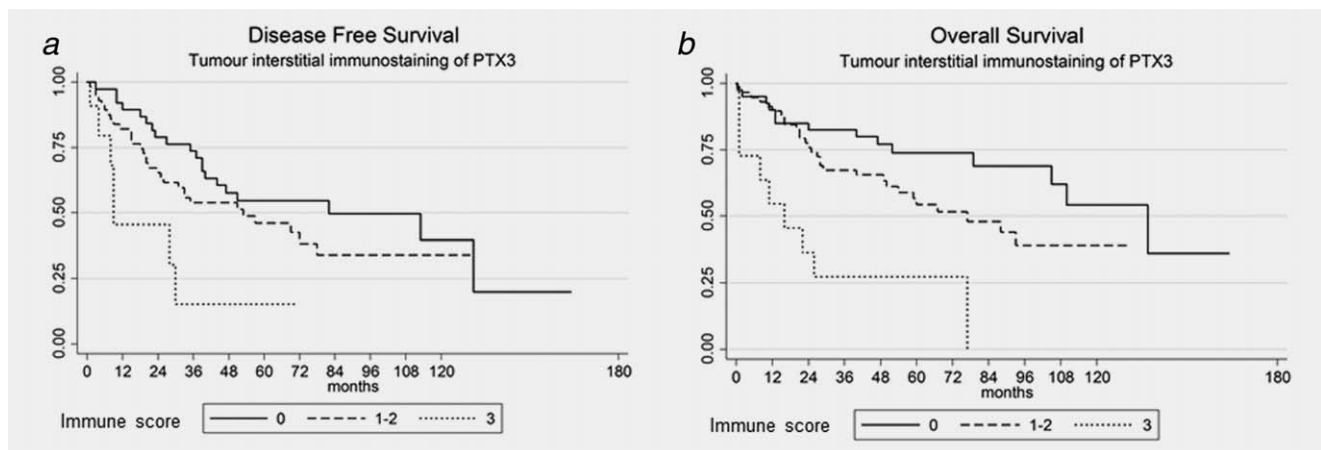 a
Disease Free Survival
Tumour interstitial immunostaining of PTX3
1.00
0.75
0.50
0.25
0.00
0 12 24 36 48 60 72 84 96 108 120 180
months
Immune score 0 1-2 3
b
Overall Survival
Tumour interstitial immunostaining of PTX3
1.00
0.75
0.50
0.25
0.00
0 12 24 36 48 60 72 84 96 108 120 180
months
Immune score 0 1-2 3